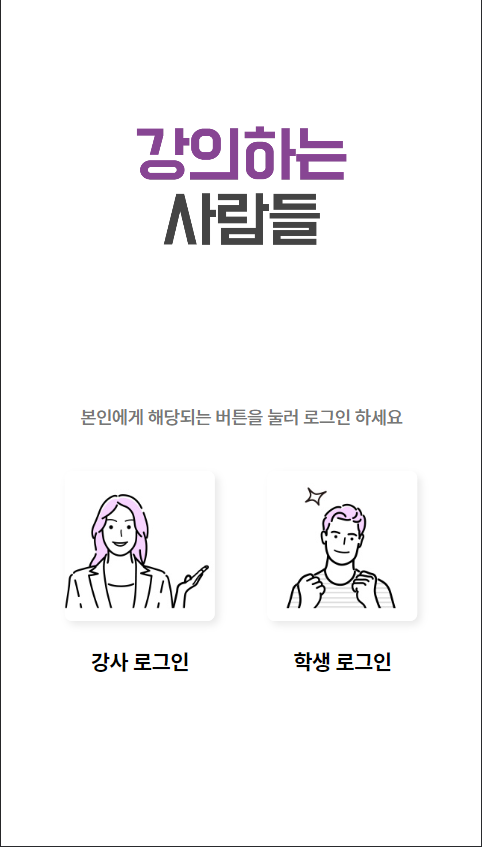 강의하는
사람들
본인에게 해당되는 버튼을 눌러 로그인 하세요
강사 로그인
학생 로그인